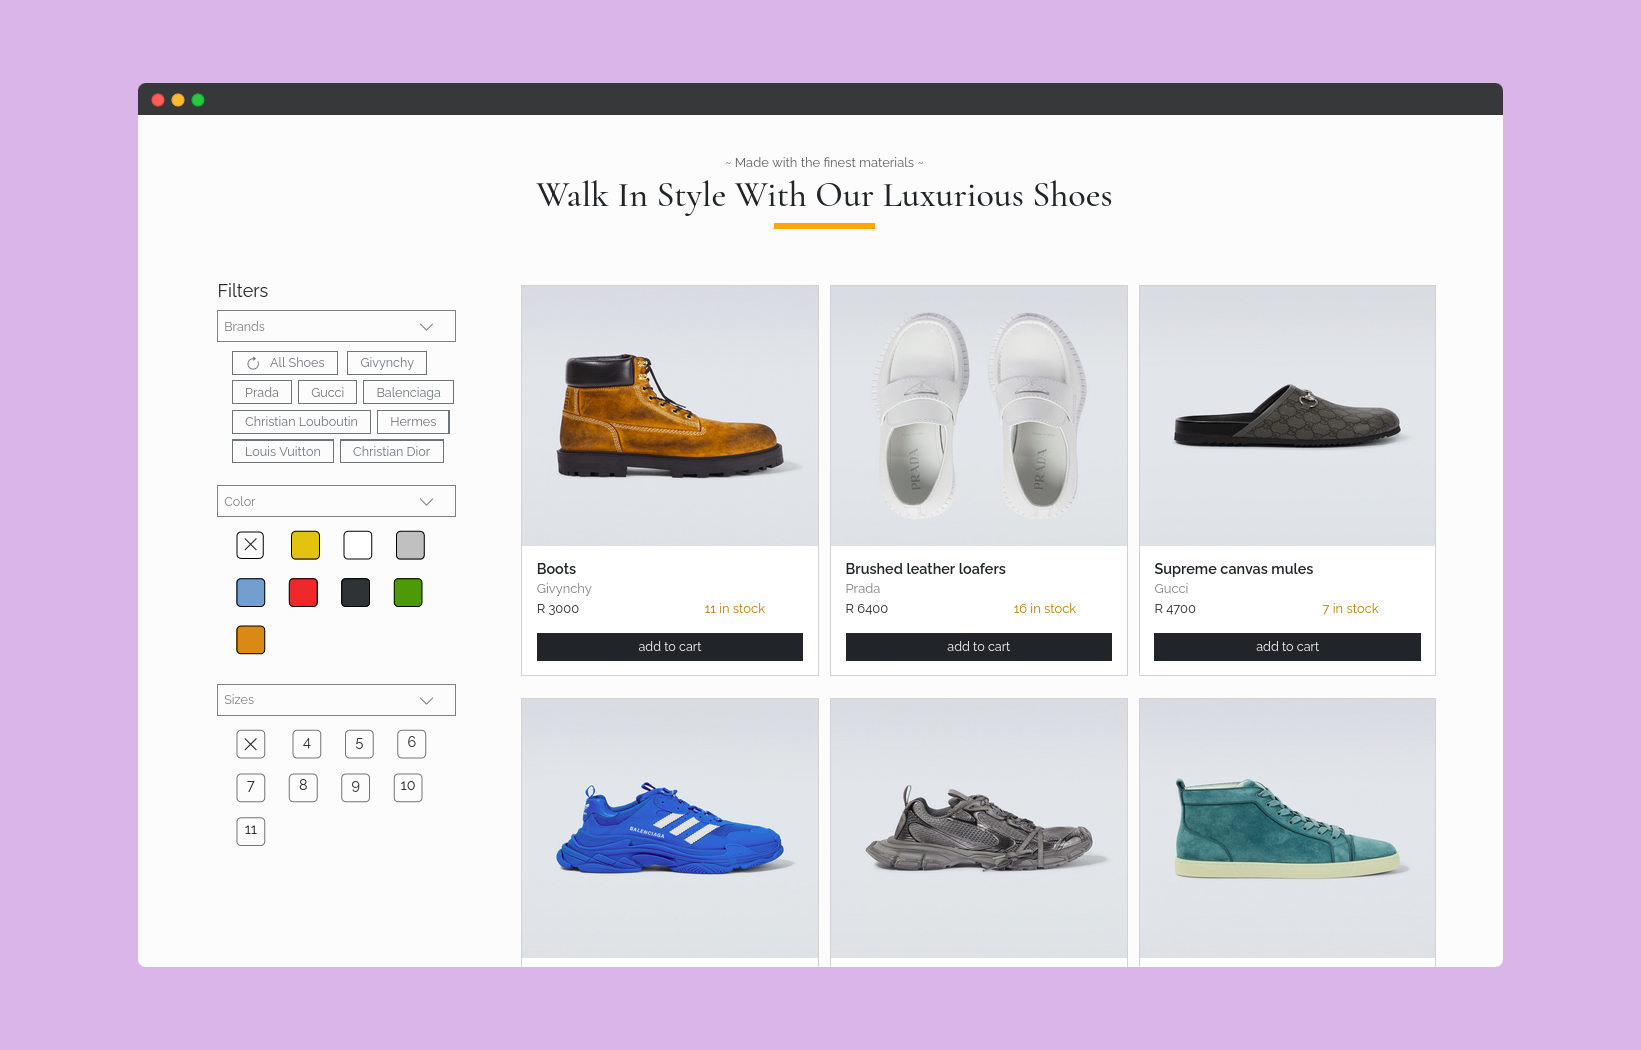 ~ Made with the finest materials ~
Walk In Style With Our Luxurious Shoes
Filters
Brands
All Shoes Givynchy
Prada Gucci Balenciaga
Christian Louboutin Hermes
Louis Vuitton Christian Dior
Color
Sizes
4 5 6
7 8 9 10
11
PRADA PRADA
Boots
Givynchy
R 3000 11 in stock
add to cart
Brushed leather loafers
Prada
R 6400 16 in stock
add to cart
Supreme canvas mules
Gucci
R 4700 7 in stock
add to cart
BALENCIAGA